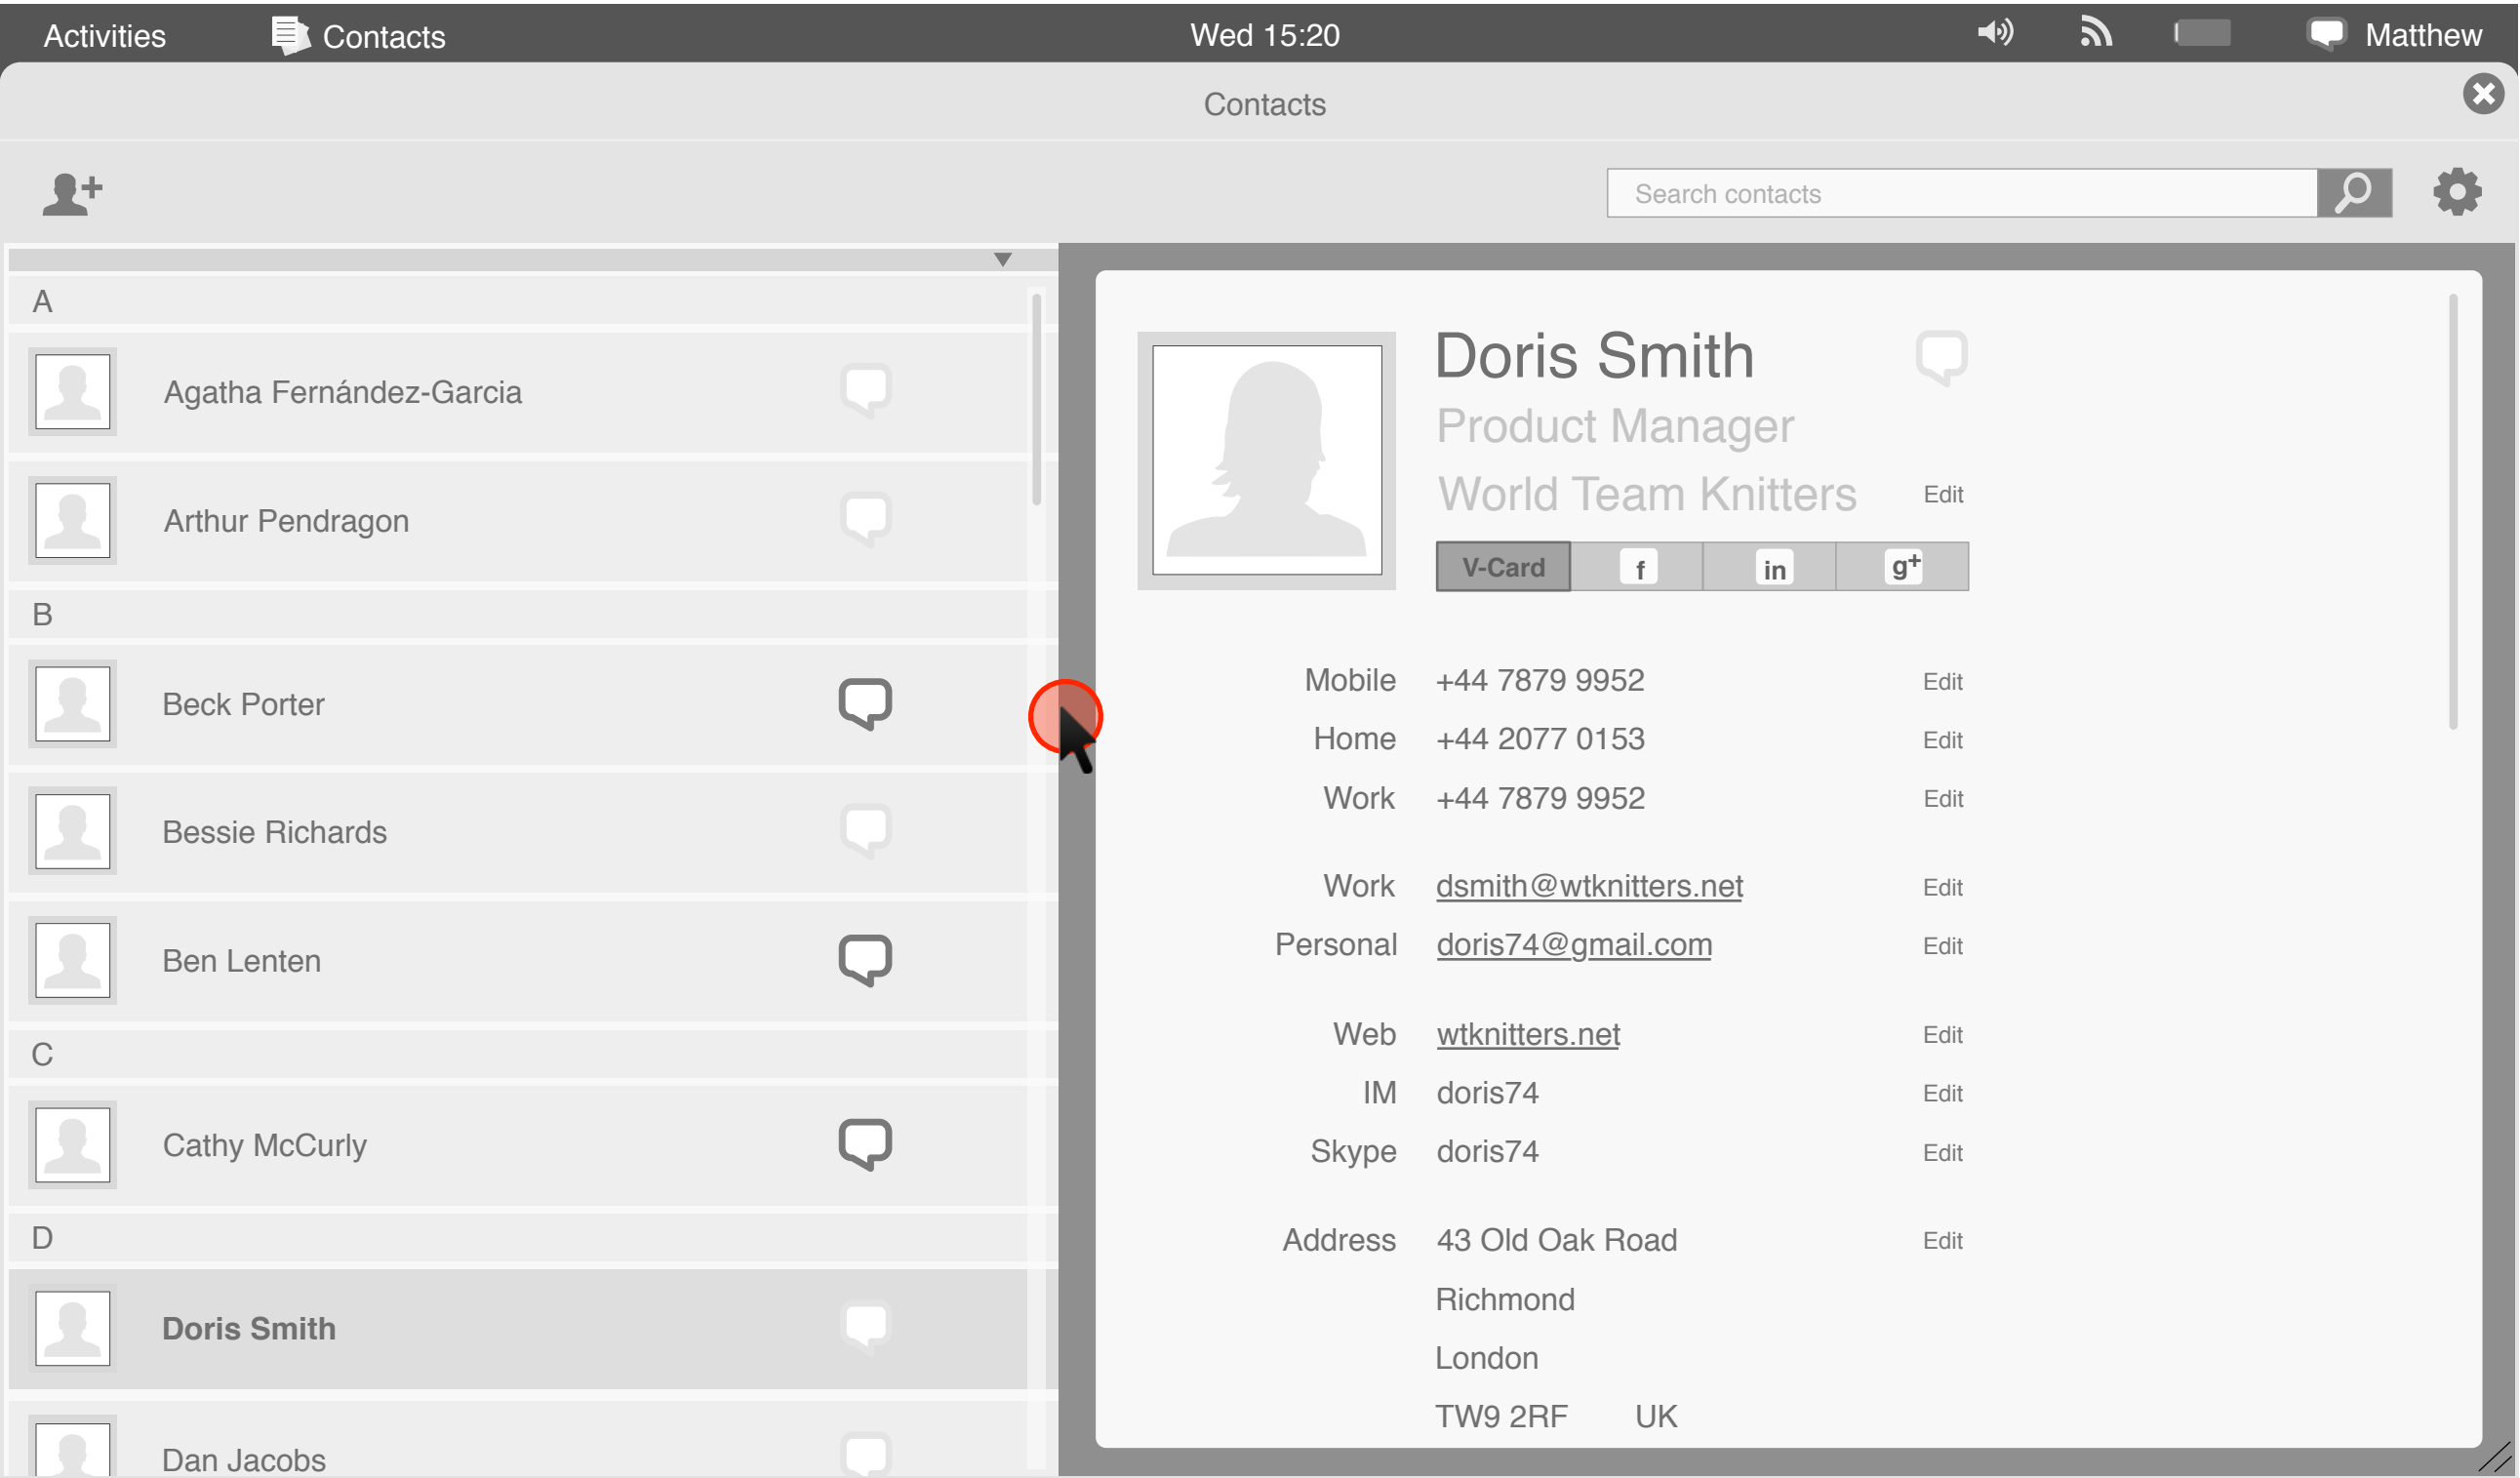 Activities Contacts Wed 15:20 Matthew
Contacts
Search contacts
A
Agatha Fernández-Garcia
Arthur Pendragon
B
Beck Porter
Bessie Richards
Ben Lenten
C
Cathy McCurly
D
Doris Smith
Dan Jacobs
Doris Smith
Product Manager
World Team Knitters Edit
V-Card f in g+
Mobile +44 7879 9952 Edit
Home +44 2077 0153 Edit
Work +44 7879 9952 Edit
Work dsmith@wtknitters.net Edit
Personal doris74@gmail.com Edit
Web wtknitters.net Edit
IM doris74 Edit
Skype doris74 Edit
Address 43 Old Oak Road Edit
Richmond
London
TW9 2RF UK